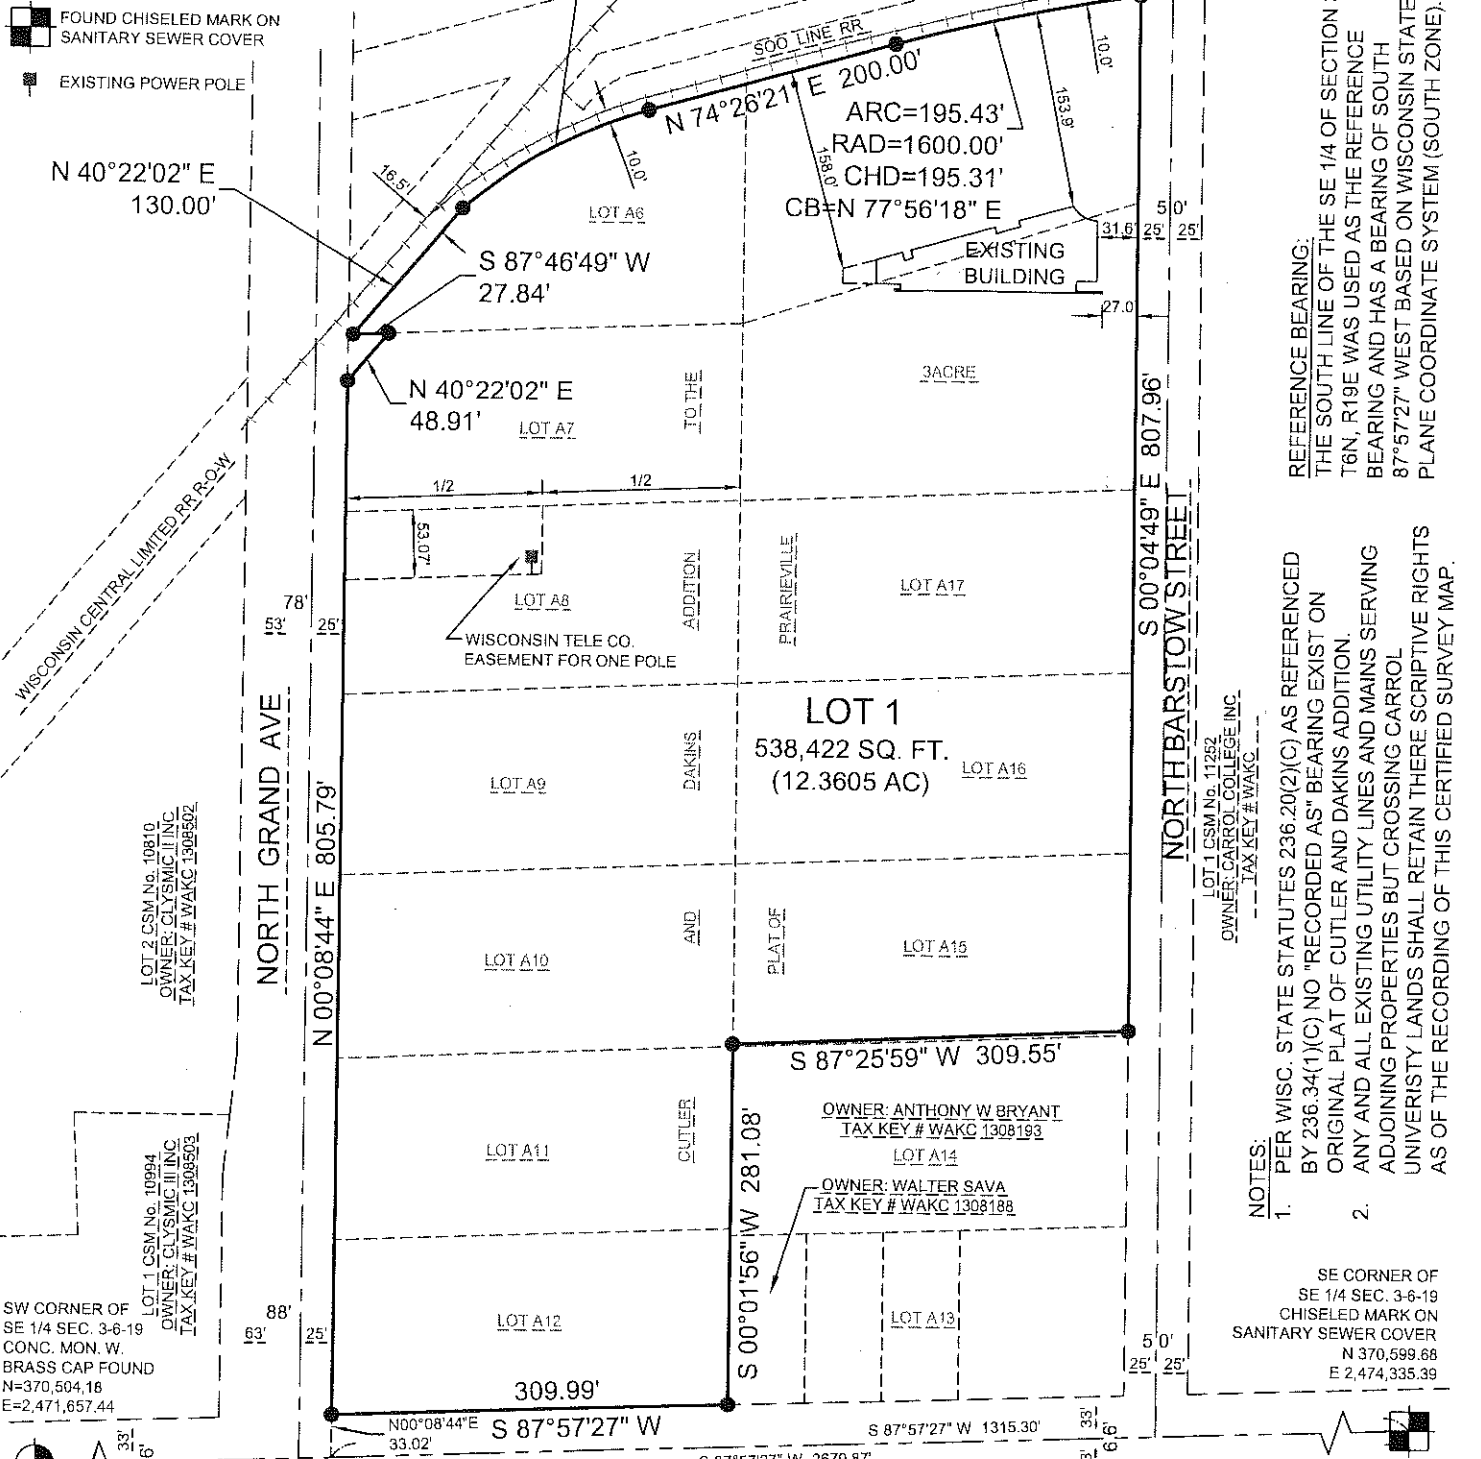 FOUND CHISELED MARK ON
SANITARY SEWER COVER
EXISTING POWER POLE
N 40°22'02" E
130.00'
16.5'
10.0'
SOO LINE RR
N 74°26'21" E 200.00'
ARC=195.43'
RAD=1600.00'
CHD=195.31'
CB=N 77°56'18" E
158.0'
153.9'
10.0'
LOT A6
S 87°46'49" W
27.84'
EXISTING
BUILDING
31.6'
50'
25' 25'
27.0'
N 40°22'02" E
48.91'
LOT A7
TO THE
3ACRE
1/2
1/2
53.07'
LOT A8
WISCONSIN TELE CO.
EASEMENT FOR ONE POLE
ADDITION
PRAIRIEVILLE
LOT A17
WISCONSIN CENTRAL LIMITED RR R-O-W
78'
53' 25'
S 00°04'49" E 807.96'
NORTH BARSTOW STREET
LOT 1
538,422 SQ. FT.
(12.3605 AC)
LOT A9
DAKINS
LOT A16
NORTH GRAND AVE
N 00°08'44" E 805.79'
LOT 2 CSM No. 10810
OWNER: CLYSMIC II INC
TAX KEY # WAKC 1308502
LOT 1 CSM No. 11252
OWNER: CARROL COLLEGE INC
TAX KEY # WAKC
LOT A10
AND
PLAT OF
LOT A15
S 87°25'59" W 309.55'
LOT A11
CUTLER
S 00°01'56" W 281.08'
OWNER: ANTHONY W BRYANT
TAX KEY # WAKC 1308193
LOT A14
OWNER: WALTER SAVA
TAX KEY # WAKC 1308188
LOT 1 CSM No. 10994
OWNER: CLYSMIC III INC
TAX KEY # WAKC 1308503
88'
63' 25'
LOT A12
LOT A13
50'
25' 25'
309.99'
S 87°57'27" W
N00°08'44"E
33.02'
S 87°57'27" W 1315.30'
S 87°57'27" W 2679.87'
33'
33'
SW CORNER OF
SE 1/4 SEC. 3-6-19
CONC. MON. W.
BRASS CAP FOUND
N=370,504,18
E=2,471,657.44
SE CORNER OF
SE 1/4 SEC. 3-6-19
CHISELED MARK ON
SANITARY SEWER COVER
N 370,599.68
E 2,474,335.39
REFERENCE BEARING:
THE SOUTH LINE OF THE SE 1/4 OF SECTION
T6N, R19E WAS USED AS THE REFERENCE
BEARING AND HAS A BEARING OF SOUTH
87°57'27" WEST BASED ON WISCONSIN STATE
PLANE COORDINATE SYSTEM (SOUTH ZONE).
NOTES:
1. PER WISC. STATE STATUTES 236.20(2)(C) AS REFERENCED
BY 236.34(1)(C) NO "RECORDED AS" BEARING EXIST ON
ORIGINAL PLAT OF CUTLER AND DAKINS ADDITION.
2. ANY AND ALL EXISTING UTILITY LINES AND MAINS SERVING
ADJOINING PROPERTIES BUT CROSSING CARROL
UNIVERISTY LANDS SHALL RETAIN THERE SCRIPTIVE RIGHTS
AS OF THE RECORDING OF THIS CERTIFIED SURVEY MAP.